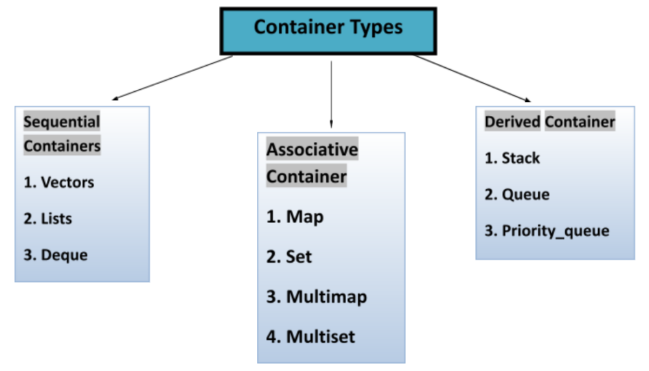 Container Types
Sequential
Containers
1. Vectors
2. Lists
3. Deque
Associative
Container
1. Map
2. Set
3. Multimap
4. Multiset
Derived Container
1. Stack
2. Queue
3. Priority_queue